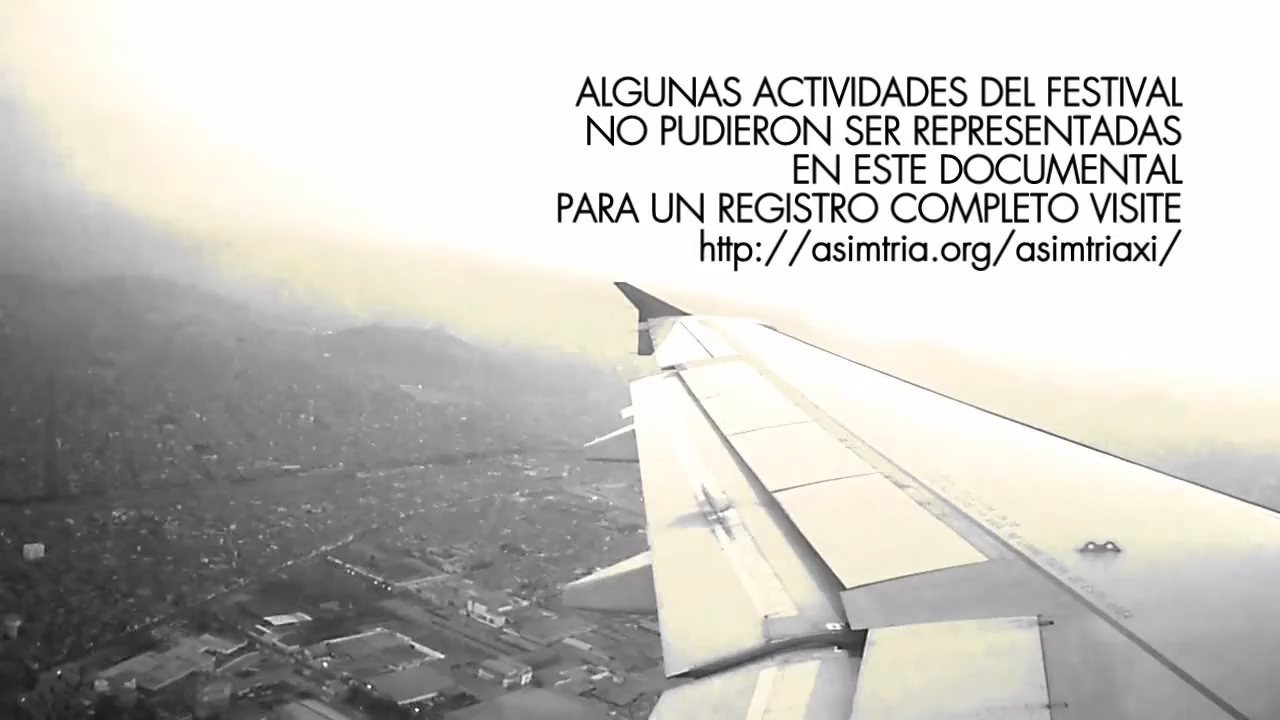 ALGUNAS ACTIVIDADES DEL FESTIVAL
NO PUDIERON SER REPRESENTADAS
EN ESTE DOCUMENTAL
PARA UN REGISTRO COMPLETO VISITE
http://asimtria.org/asimtriaxi/